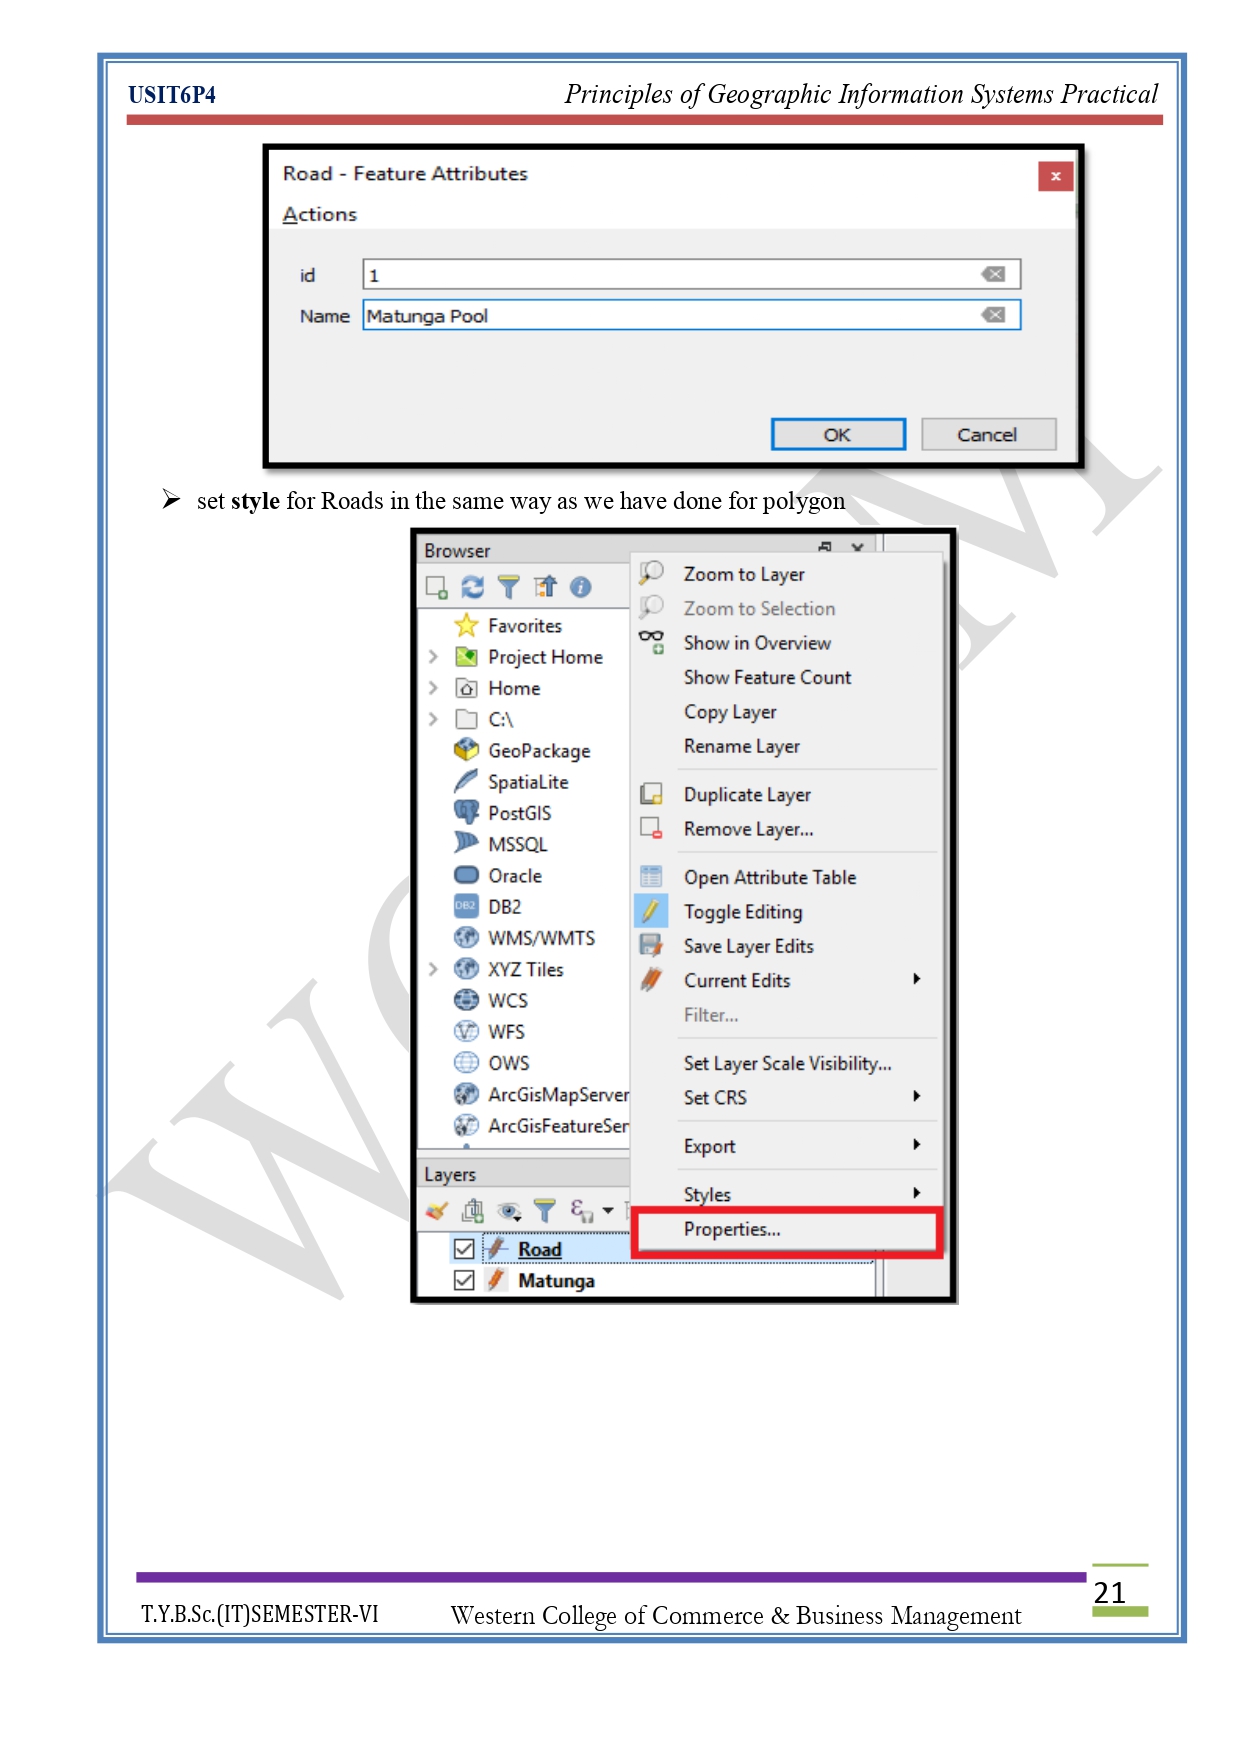 USIT6P4 Principles of Geographic Information Systems Practical
Road - Feature Attributes
x
Actions
id 1
Name Matunga Pool
OK Cancel
➢ set style for Roads in the same way as we have done for polygon
Browser
Favorites
Project Home
Home
C:\
GeoPackage
SpatiaLite
PostGIS
MSSQL
Oracle
DB2 DB2
WMS/WMTS
XYZ Tiles
WCS
WFS
OWS
ArcGisMapServer
ArcGisFeatureSer
Zoom to Layer
Zoom to Selection
Show in Overview
Show Feature Count
Copy Layer
Rename Layer
Duplicate Layer
Remove Layer...
Open Attribute Table
Toggle Editing
Save Layer Edits
Current Edits
Filter...
Set Layer Scale Visibility...
Set CRS
Export
Styles
Properties...
Layers
Road
Matunga
21
T.Y.B.Sc.(IT)SEMESTER-VI Western College of Commerce & Business Management